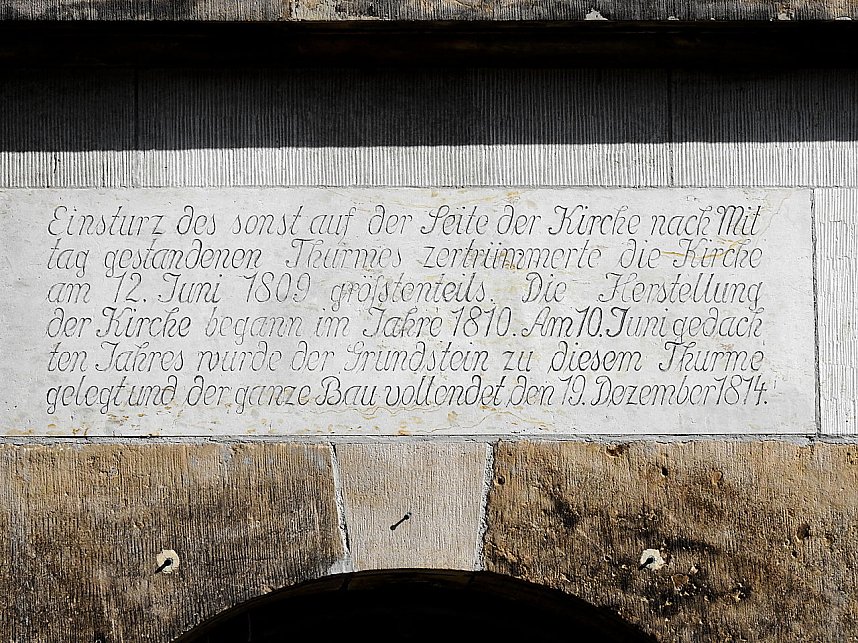 Einsturz des sonst auf der Seite der Kirche nach Mit
tag gestandenen Thurmes zertrümmerte die Kirche
am 12. Juni 1809 größtenteils. Die Herstellung
der Kirche begann im Jahre 1810. Am 10. Juni gedach
ten Jahres wurde der Grundstein zu diesem Thurme
gelegt und der ganze Bau vollendet, den 19. Dezember 1814.